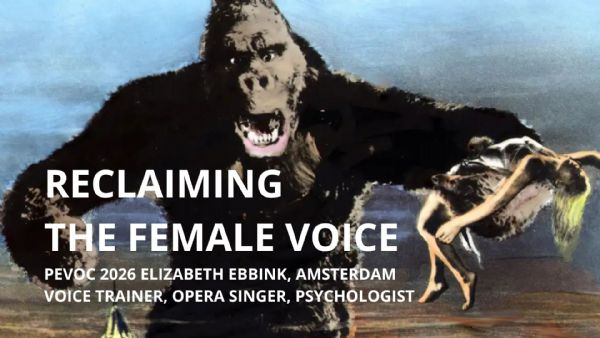 RECLAIMING
THE FEMALE VOICE
PEVOC 2026 ELIZABETH EBBINK, AMSTERDAM
VOICE TRAINER, OPERA SINGER, PSYCHOLOGIST